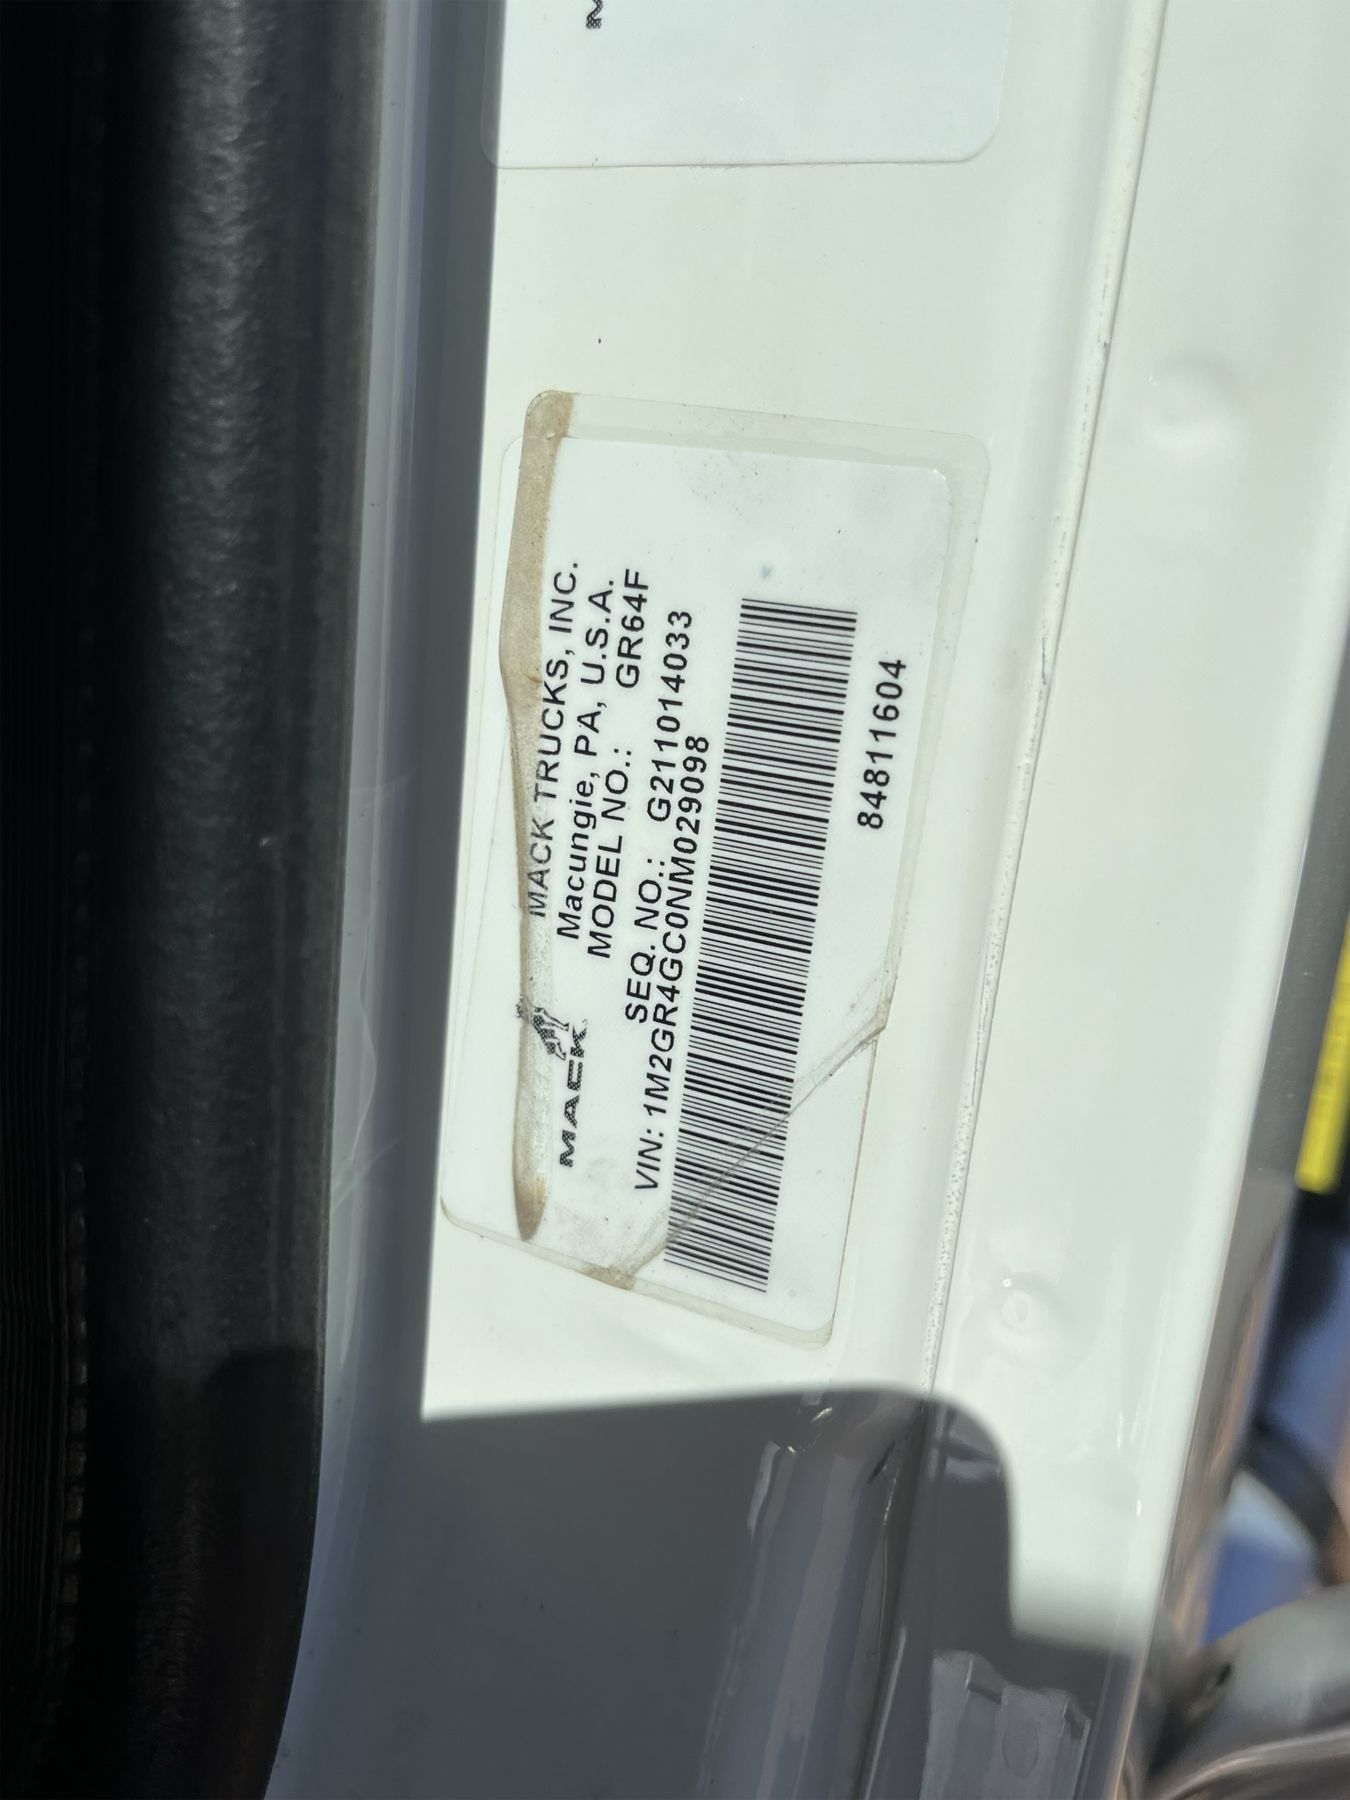 MACK TRUCKS, INC.
Macungie, PA, U.S.A.
MODEL NO.: GR64F
MACK
SEQ. NO.: G211014033
VIN: 1M2GR4GC0NM029098
84811604